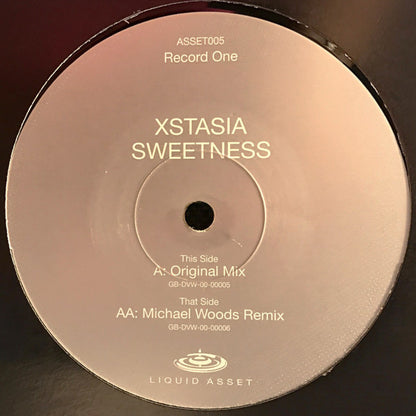 ASSET005
Record One
XSTASIA
SWEETNESS
This Side
A: Original Mix
GB-DVW-00-00005
That Side
AA: Michael Woods Remix
GB-DVW-00-00006
LIQUID ASSET